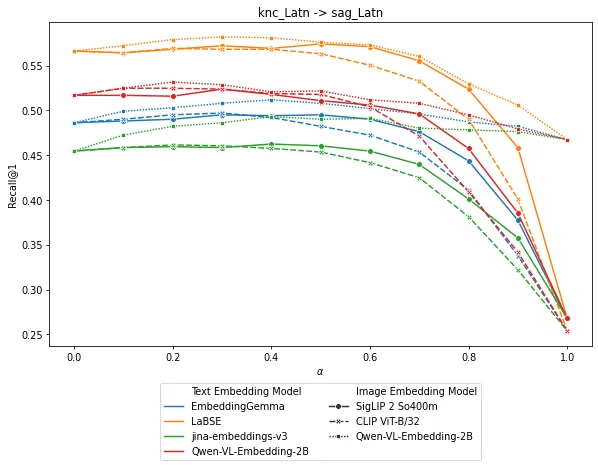 knc_Latn -> sag_Latn
Recall@1
0.55
0.50
0.45
0.40
0.35
0.30
0.25
0.0 0.2 0.4 0.6 0.8 1.0
α
Text Embedding Model Image Embedding Model
EmbeddingGemma SigLIP 2 So400m
LaBSE CLIP ViT-B/32
jina-embeddings-v3 Qwen-VL-Embedding-2B
Qwen-VL-Embedding-2B